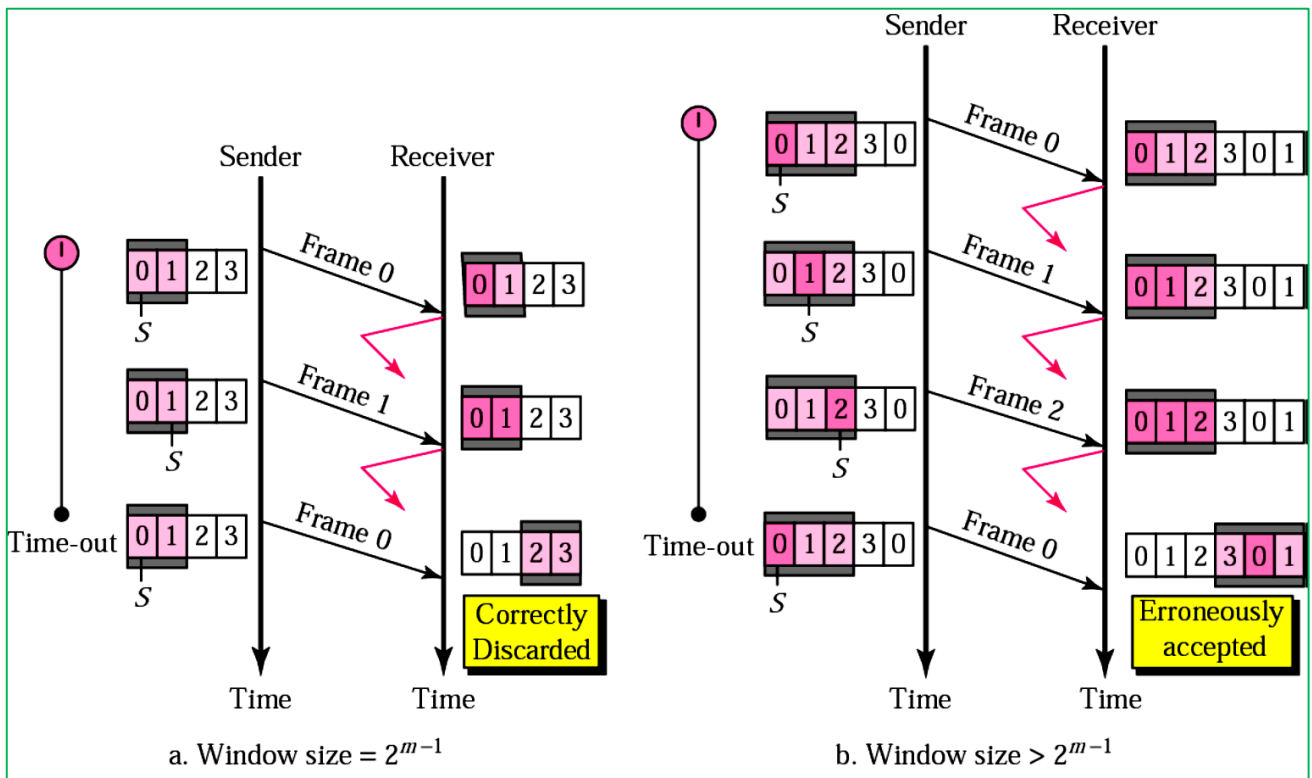 Sender Receiver
0 1 2 3
S
Frame 0
0 1 2 3
0 1 2 3
S
Frame 1
0 1 2 3
Time-out
0 1 2 3
S
Frame 0
0 1 2 3
Correctly
Discarded
Time Time
a. Window size = 2^{m−1}
Sender Receiver
0 1 2 3 0
S
Frame 0
0 1 2 3 0 1
0 1 2 3 0
S
Frame 1
0 1 2 3 0 1
0 1 2 3 0
S
Frame 2
0 1 2 3 0 1
Time-out
0 1 2 3 0
S
Frame 0
0 1 2 3 0 1
Erroneously
accepted
Time Time
b. Window size > 2^{m−1}